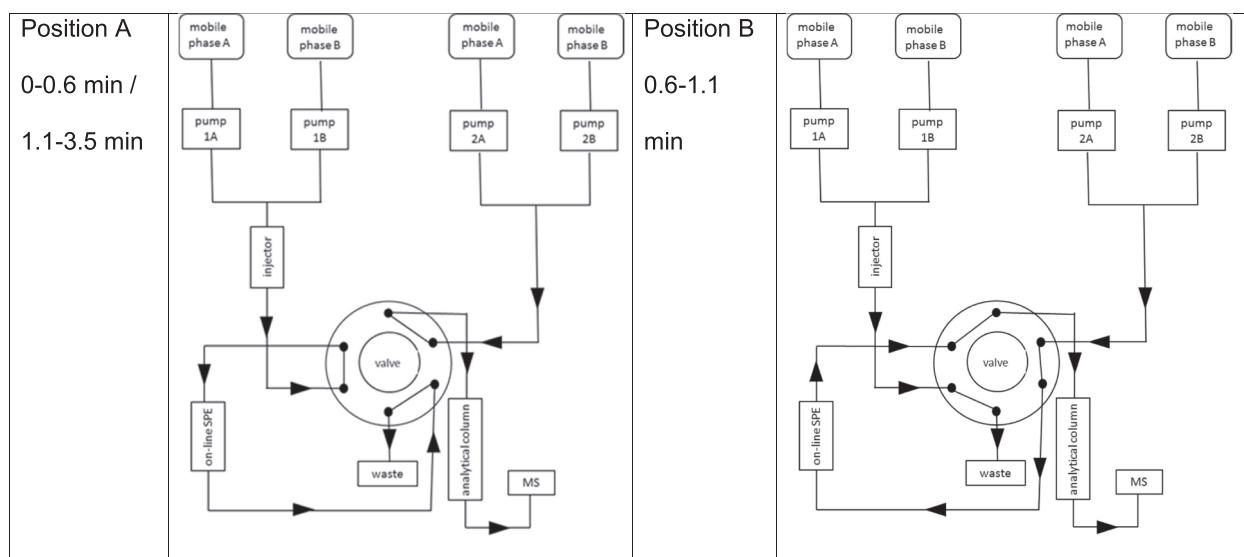 Position A
0-0.6 min /
1.1-3.5 min
mobile
phase A
mobile
phase B
mobile
phase A
mobile
phase B
pump
1A
pump
1B
pump
2A
pump
2B
injector
valve
on-line SPE
waste
analytical column
MS
Position B
0.6-1.1
min
mobile
phase A
mobile
phase B
mobile
phase A
mobile
phase B
pump
1A
pump
1B
pump
2A
pump
2B
injector
valve
on-line SPE
waste
analytical column
MS